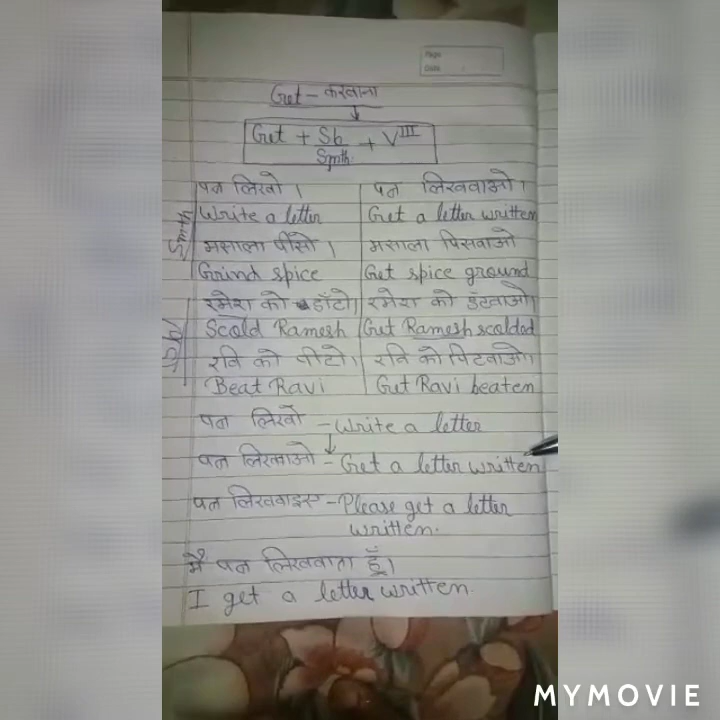 Page
Date
Get - करवाना
Get + Sb/Smth. + V III
Smth
पत्र लिखो। पत्र लिखवाओ।
Write a letter Get a letter written
मसाला पीसो। मसाला पिसवाओ
Grind spice Get spice ground
रमेश को डाँटो। रमेश को डँटवाओ।
Scold Ramesh Get Ramesh scolded
रवि को पीटो। रवि को पिटवाओ।
Beat Ravi Get Ravi beaten
पत्र लिखो - Write a letter
पत्र लिखवाओ - Get a letter written
पत्र लिखवाइए - Please get a letter
written.
मैं पत्र लिखवाता हूँ।
I get a letter written.
MYMOVIE